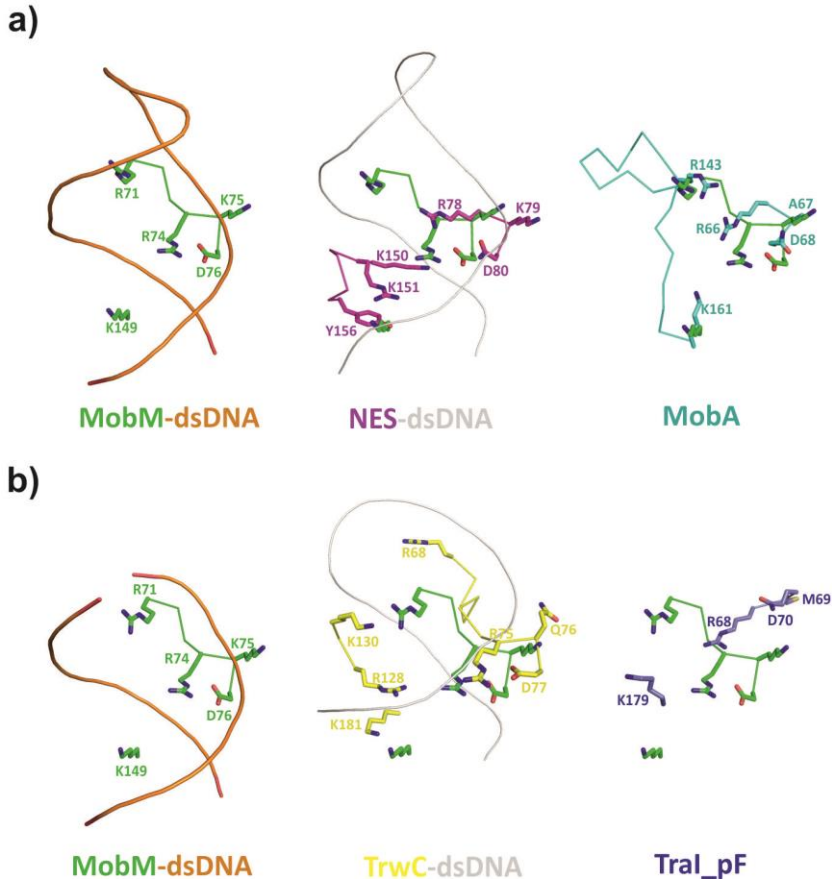 a)
R71
K75
R74
D76
K149
MobM-dsDNA
R78
K79
K150
D80
K151
Y156
NES-dsDNA
R143
A67
R66
D68
K161
MobA
b)
R71
K75
R74
D76
K149
MobM-dsDNA
R68
K130
R75
Q76
R128
D77
K181
TrwC-dsDNA
M69
R68
D70
K179
TraI_pF